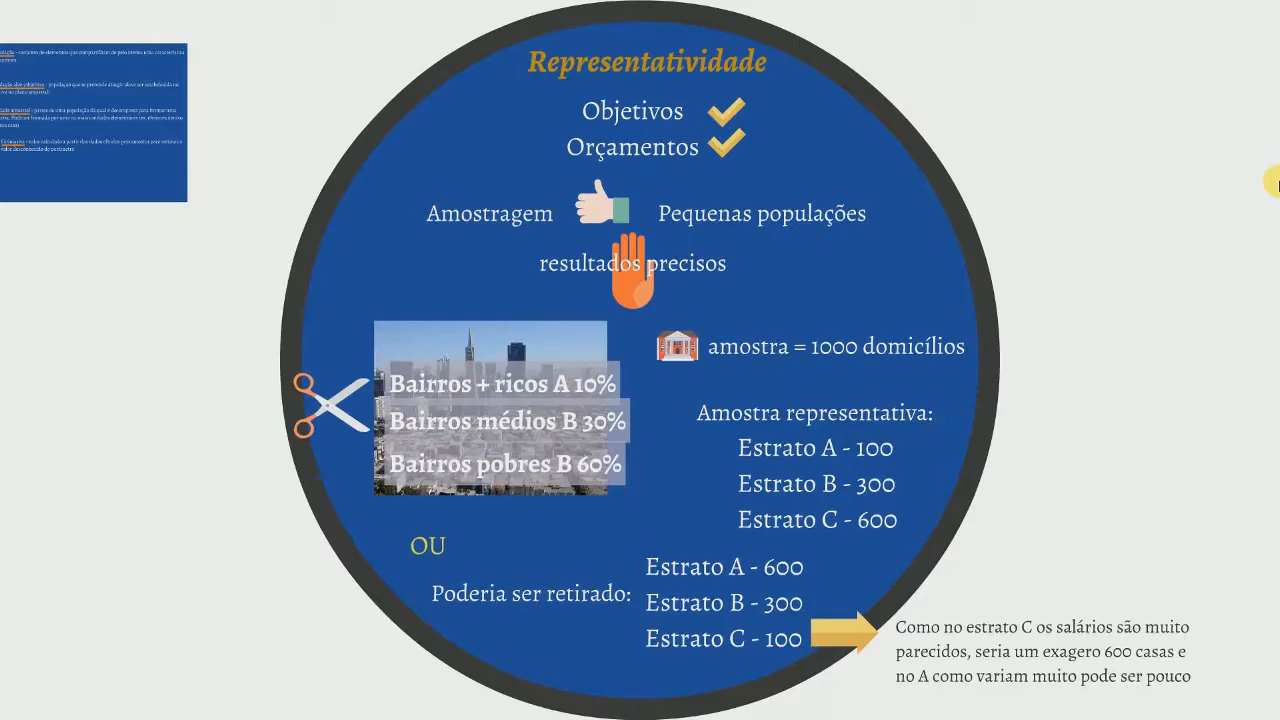 Representatividade
Objetivos
Orçamentos
Amostragem
Pequenas populações
resultados precisos
amostra = 1000 domicílios
Bairros + ricos A 10%
Bairros médios B 30%
Bairros pobres B 60%
Amostra representativa:
Estrato A - 100
Estrato B - 300
Estrato C - 600
OU
Poderia ser retirado:
Estrato A - 600
Estrato B - 300
Estrato C - 100
Como no estrato C os salários são muito
parecidos, seria um exagero 600 casas e
no A como variam muito pode ser pouco